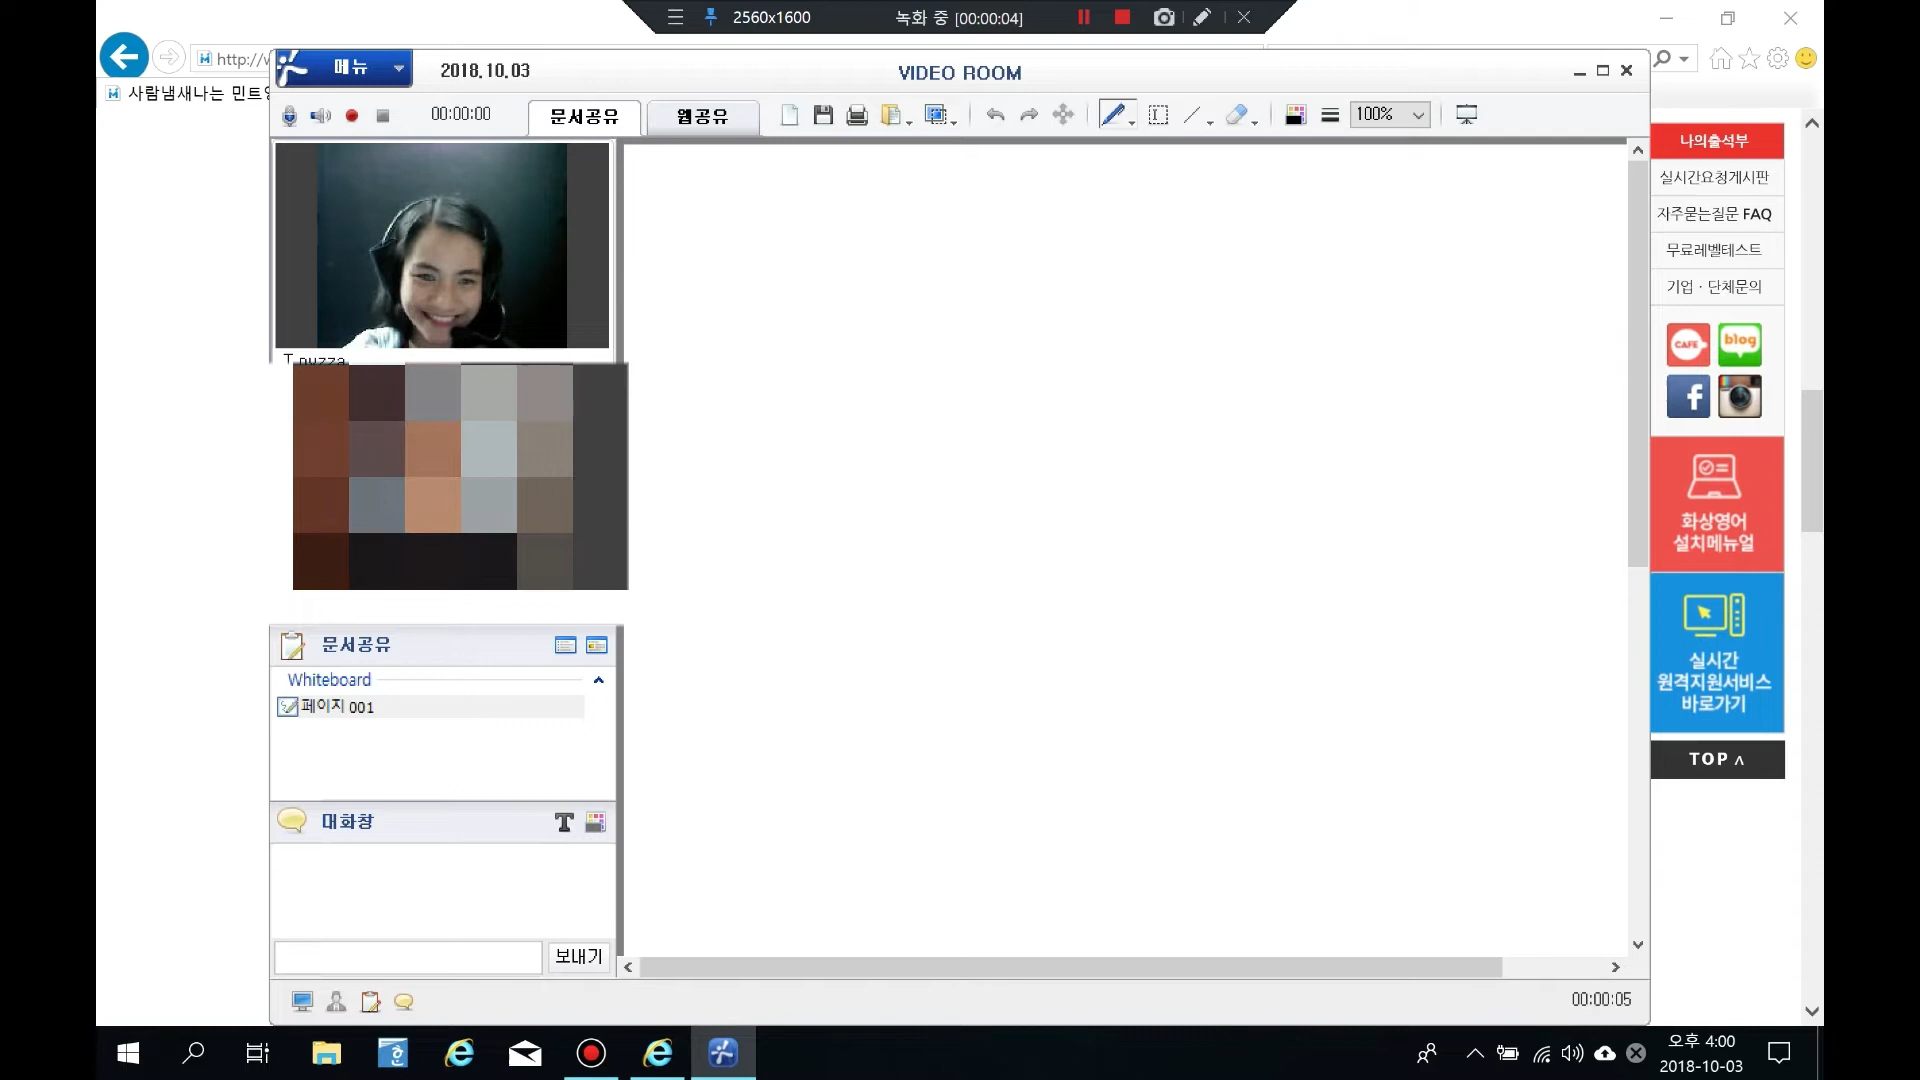 2560x1600
녹화 중 [00:00:04]
http://w
사람냄새나는 민트영
메뉴
2018.10.03
VIDEO ROOM
00:00:00
문서공유
웹공유
100%
문서공유
Whiteboard
페이지 001
대화창
보내기
00:00:05
나의출석부
실시간요청게시판
자주묻는질문 FAQ
무료레벨테스트
기업 · 단체문의
CAFE
blog
화상영어
설치메뉴얼
실시간
원격지원서비스
바로가기
TOP ∧
오후 4:00
2018-10-03